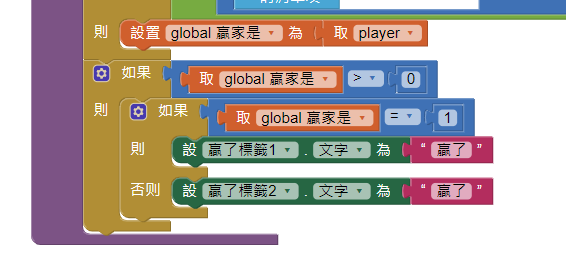 則 設置 global 贏家是 為 取 player
如果 取 global 贏家是 > 0
則 如果 取 global 贏家是 = 1
則 設 贏了標籤1 . 文字 為 “ 贏了 ”
否則 設 贏了標籤2 . 文字 為 “ 贏了 ”